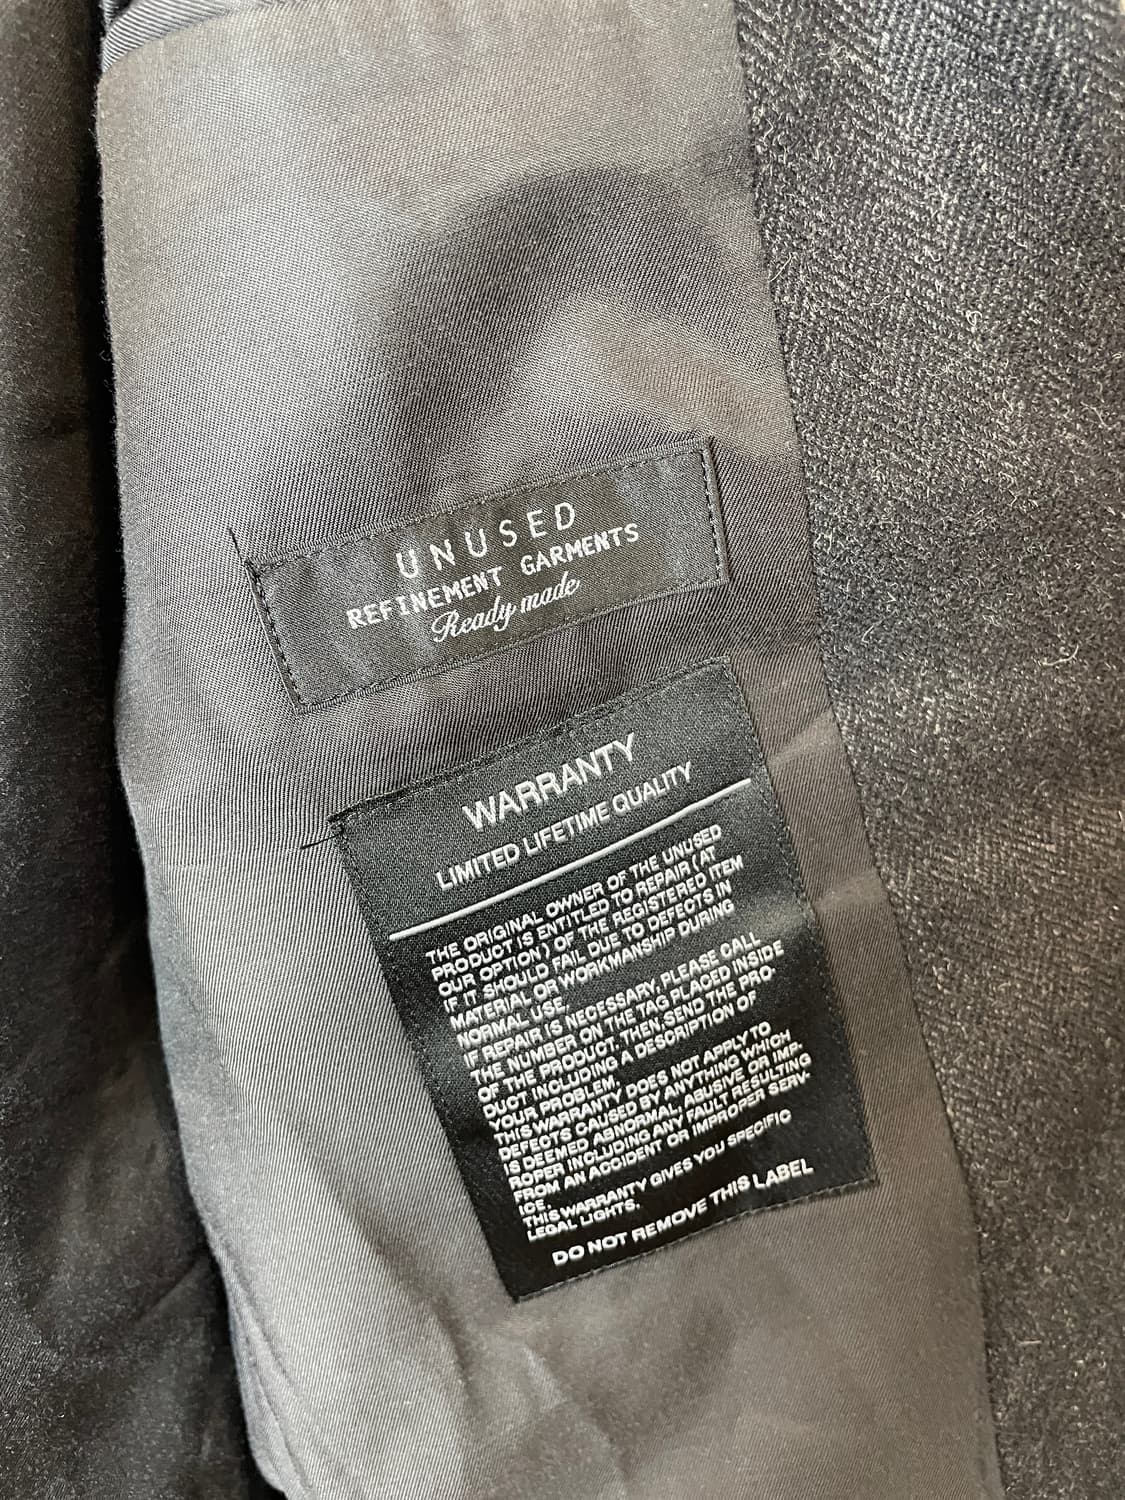 UNUSED
REFINEMENT GARMENTS
Ready made
WARRANTY
LIMITED LIFETIME QUALITY
THE ORIGINAL OWNER OF THE UNUSED
PRODUCT IS ENTITLED TO REPAIR (AT
OUR OPTION) OF THE REGISTERED ITEM
IF IT SHOULD FAIL DUE TO DEFECTS IN
MATERIAL OR WORKMANSHIP DURING
NORMAL USE.
IF REPAIR IS NECESSARY, PLEASE CALL
THE NUMBER ON THE TAG PLACED INSIDE
OF THE PRODUCT. THEN, SEND THE PRO-
DUCT INCLUDING A DESCRIPTION OF
YOUR PROBLEM.
THIS WARRANTY DOES NOT APPLY TO
DEFECTS CAUSED BY ANYTHING WHICH
IS DEEMED ABNORMAL, ABUSIVE OR IMP-
ROPER INCLUDING ANY FAULT RESULTING
FROM AN ACCIDENT OR IMPROPER SERV-
ICE.
THIS WARRANTY GIVES YOU SPECIFIC
LEGAL LIGHTS.
DO NOT REMOVE THIS LABEL